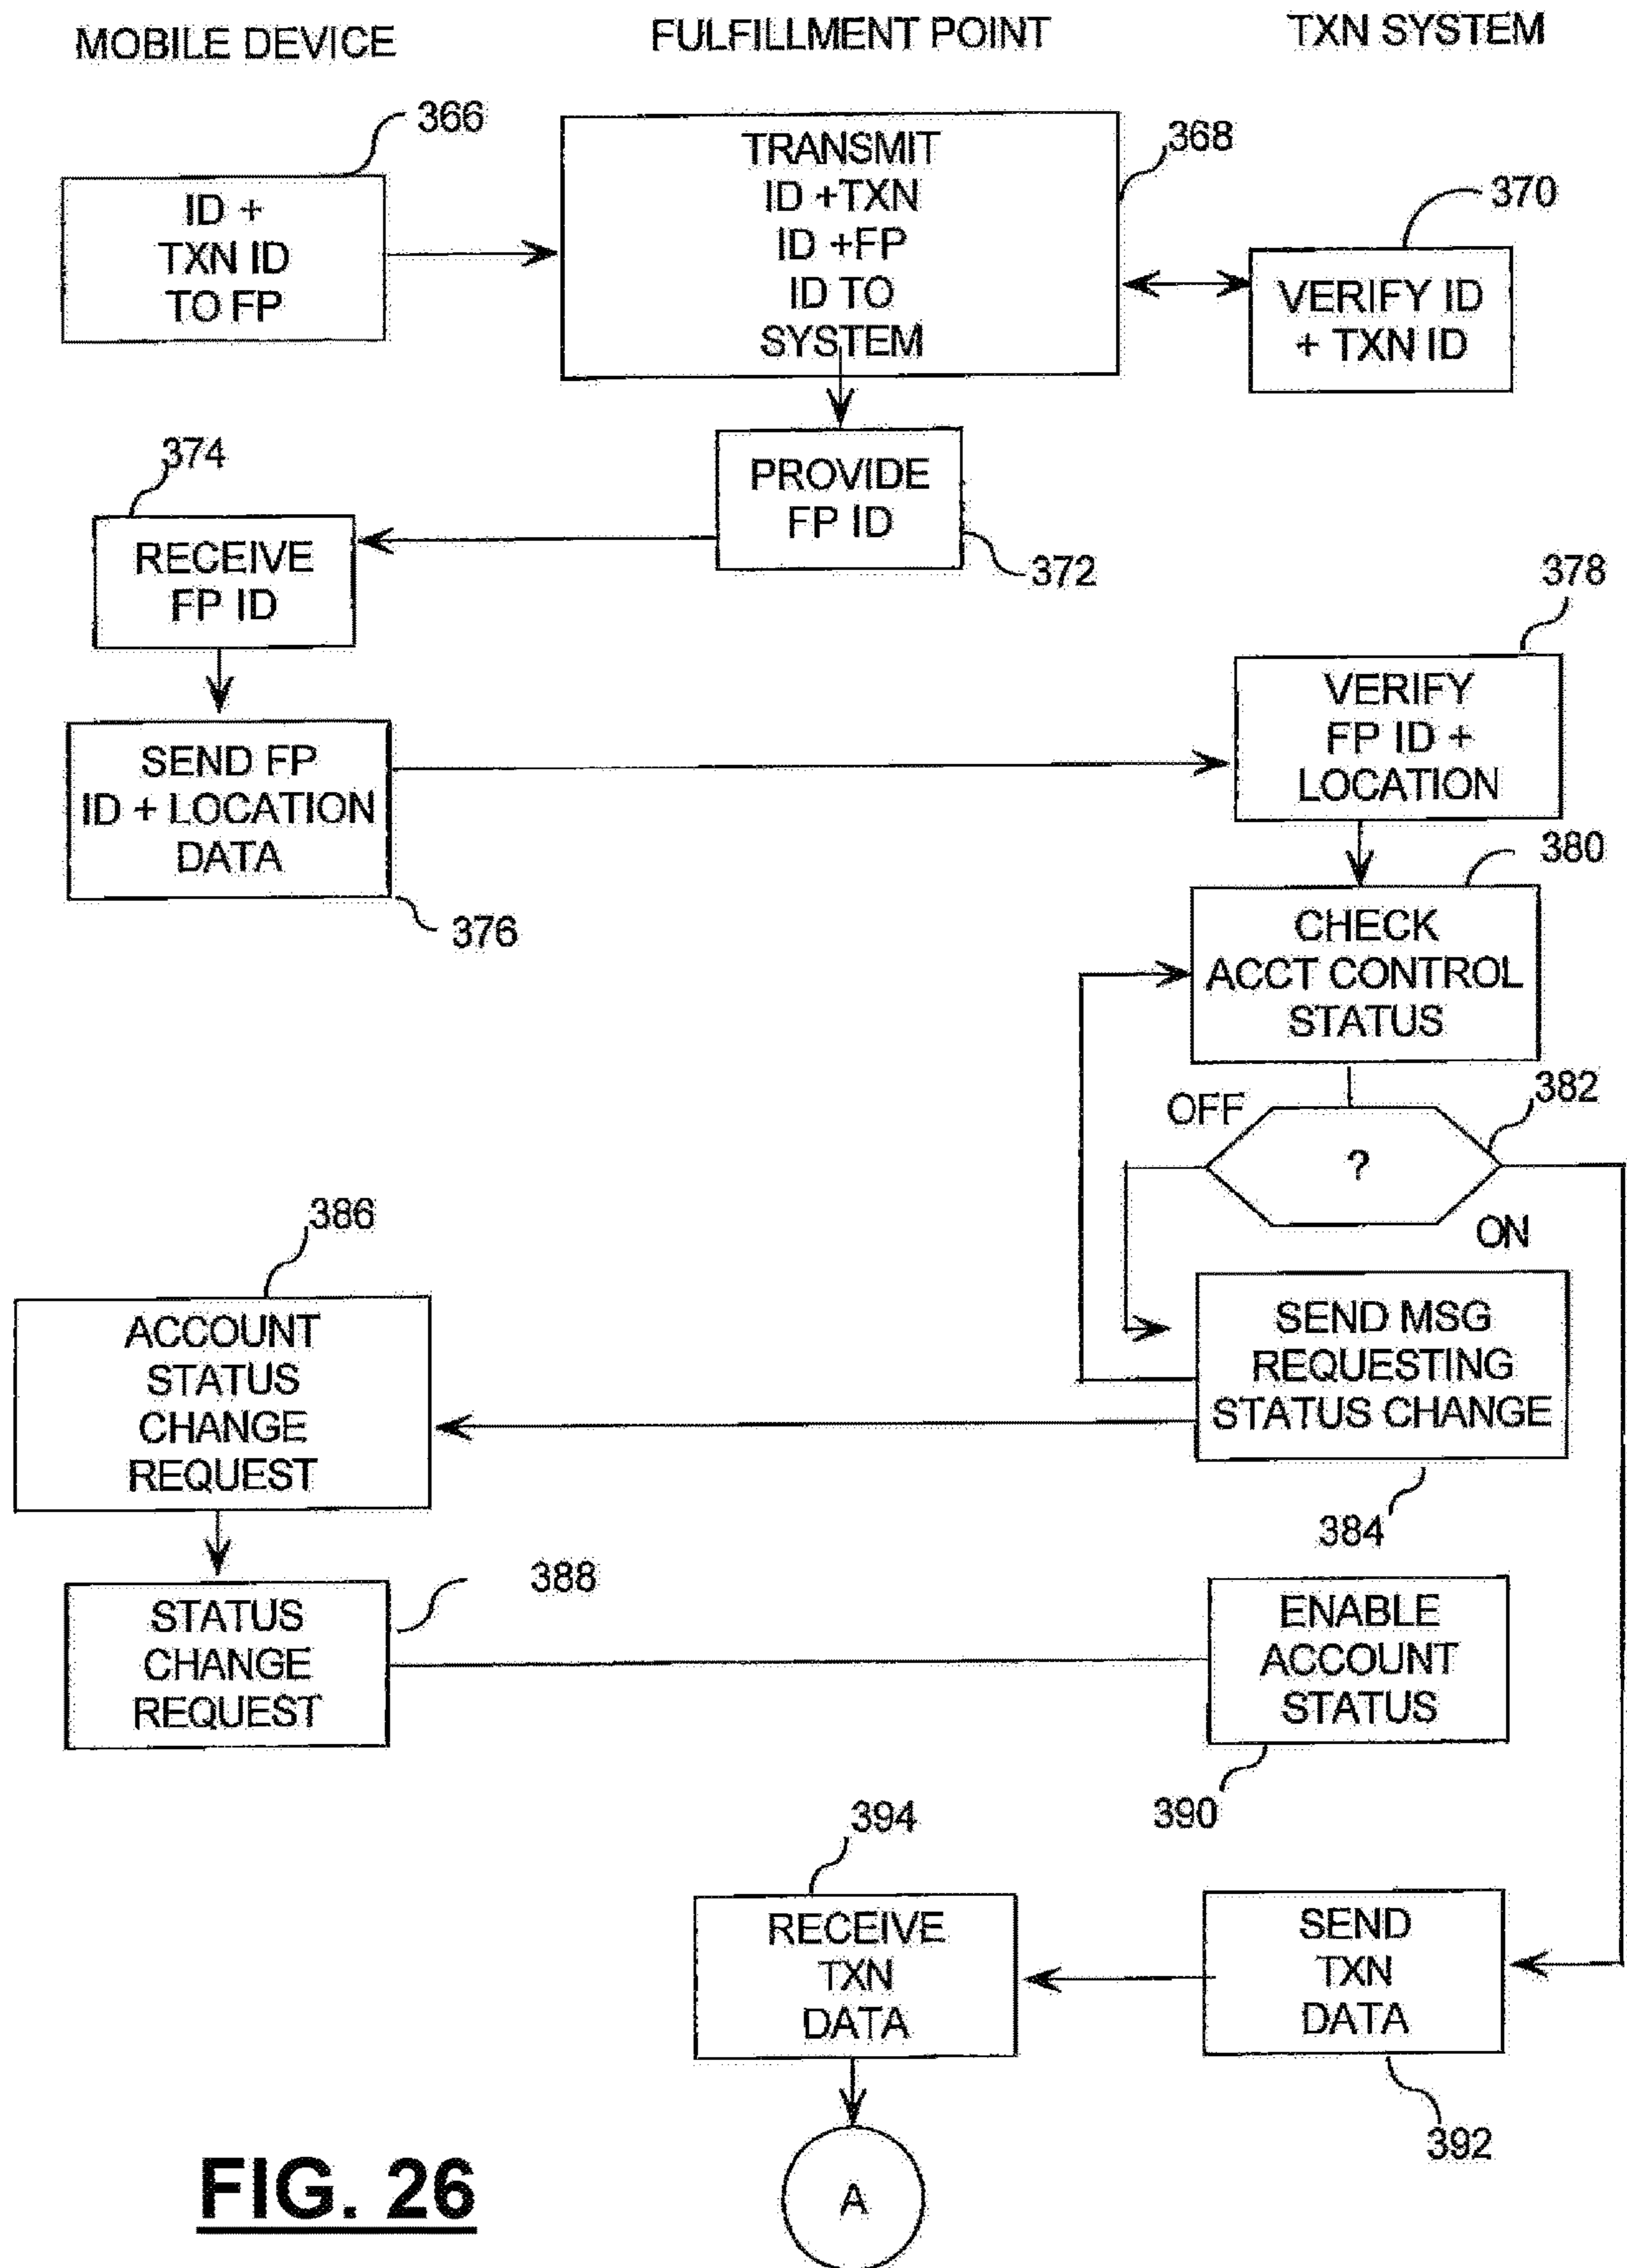 MOBILE DEVICE
FULFILLMENT POINT
TXN SYSTEM
366
ID +
TXN ID
TO FP
368
TRANSMIT
ID +TXN
ID +FP
ID TO
SYSTEM
370
VERIFY ID
+ TXN ID
374
RECEIVE
FP ID
PROVIDE
FP ID
372
378
VERIFY
FP ID +
LOCATION
SEND FP
ID + LOCATION
DATA
376
380
CHECK
ACCT CONTROL
STATUS
382
OFF
?
ON
386
ACCOUNT
STATUS
CHANGE
REQUEST
SEND MSG
REQUESTING
STATUS CHANGE
384
388
STATUS
CHANGE
REQUEST
ENABLE
ACCOUNT
STATUS
390
394
RECEIVE
TXN
DATA
SEND
TXN
DATA
392
A
FIG. 26